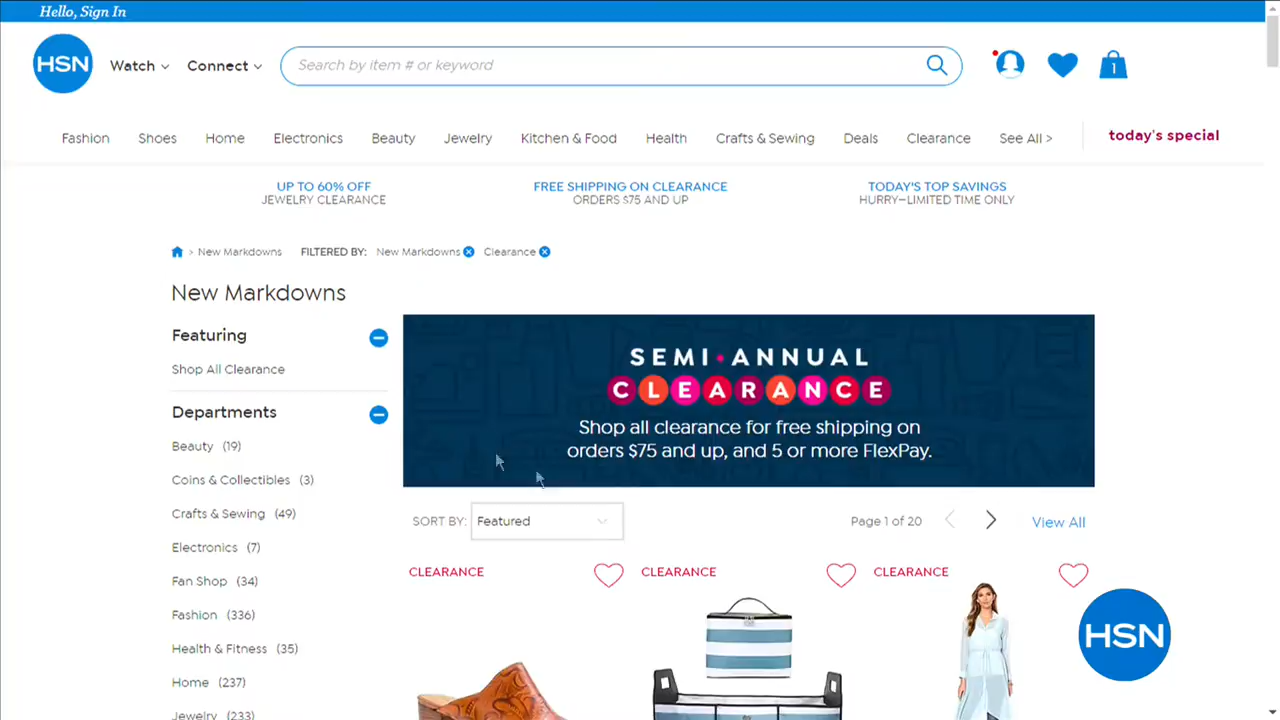 Hello, Sign In
HSN
Watch
Connect
Search by item # or keyword
1
Fashion
Shoes
Home
Electronics
Beauty
Jewelry
Kitchen & Food
Health
Crafts & Sewing
Deals
Clearance
See All >
today's special
UP TO 60% OFF
JEWELRY CLEARANCE
FREE SHIPPING ON CLEARANCE
ORDERS $75 AND UP
TODAY'S TOP SAVINGS
HURRY—LIMITED TIME ONLY
> New Markdowns
FILTERED BY:
New Markdowns
Clearance
New Markdowns
Featuring
Shop All Clearance
Departments
Beauty (19)
Coins & Collectibles (3)
Crafts & Sewing (49)
Electronics (7)
Fan Shop (34)
Fashion (336)
Health & Fitness (35)
Home (237)
Jewelry (233)
SEMI•ANNUAL
CLEARANCE
Shop all clearance for free shipping on
orders $75 and up, and 5 or more FlexPay.
SORT BY:
Featured
Page 1 of 20
View All
CLEARANCE
CLEARANCE
CLEARANCE
HSN